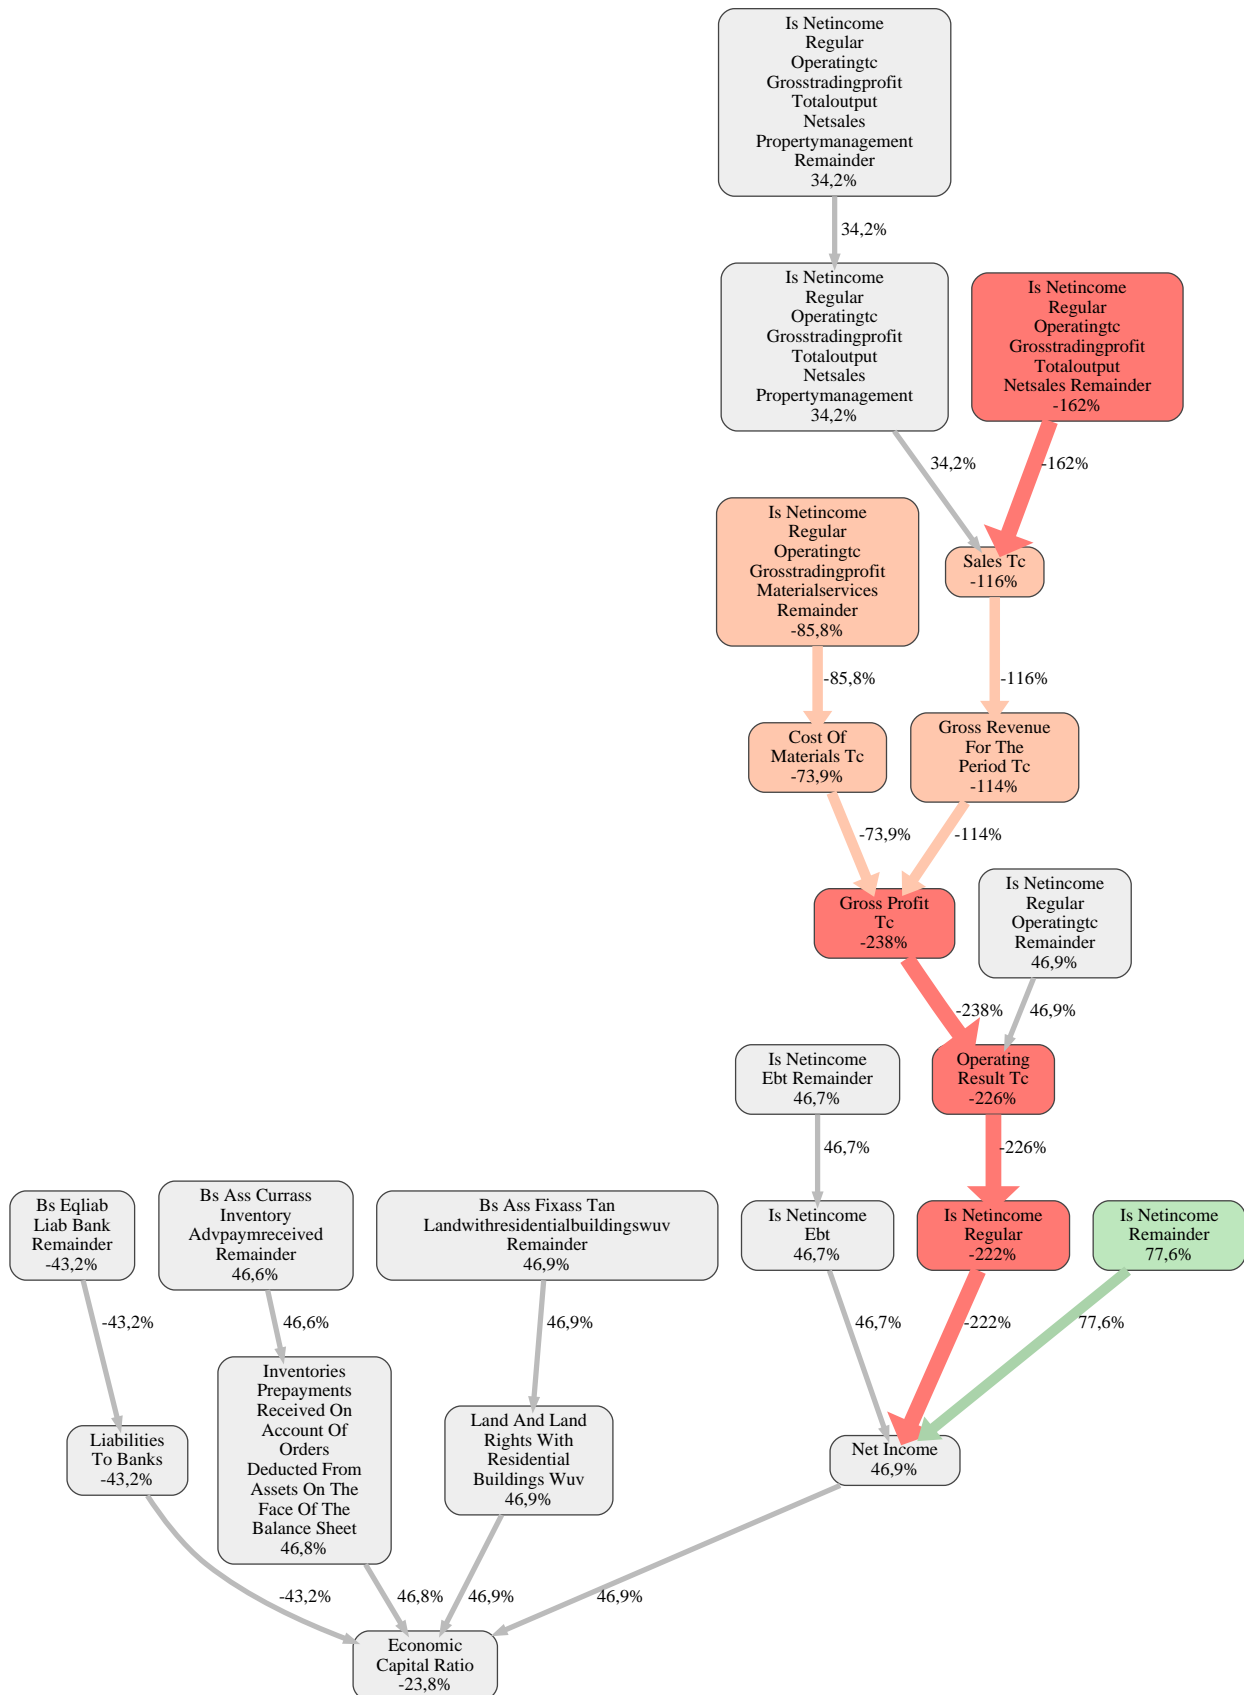 Is Netincome
Regular
Operatingtc
Grosstradingprofit
Totaloutput
Netsales
Propertymanagement
Remainder
34,2%
34,2%
Is Netincome
Regular
Operatingtc
Grosstradingprofit
Totaloutput
Netsales
Propertymanagement
34,2%
Is Netincome
Regular
Operatingtc
Grosstradingprofit
Totaloutput
Netsales Remainder
-162%
34,2%
-162%
Is Netincome
Regular
Operatingtc
Grosstradingprofit
Materialservices
Remainder
-85,8%
Sales Tc
-116%
-85,8%
-116%
Cost Of
Materials Tc
-73,9%
Gross Revenue
For The
Period Tc
-114%
-73,9%
-114%
Gross Profit
Tc
-238%
Is Netincome
Regular
Operatingtc
Remainder
46,9%
-238%
46,9%
Is Netincome
Ebt Remainder
46,7%
Operating
Result Tc
-226%
46,7%
-226%
Bs Eqliab
Liab Bank
Remainder
-43,2%
Bs Ass Currass
Inventory
Advpaymreceived
Remainder
46,6%
Bs Ass Fixass Tan
Landwithresidentialbuildingswuv
Remainder
46,9%
Is Netincome
Ebt
46,7%
Is Netincome
Regular
-222%
Is Netincome
Remainder
77,6%
-43,2%
46,6%
46,9%
46,7%
-222%
77,6%
Liabilities
To Banks
-43,2%
Inventories
Prepayments
Received On
Account Of
Orders
Deducted From
Assets On The
Face Of The
Balance Sheet
46,8%
Land And Land
Rights With
Residential
Buildings Wuv
46,9%
Net Income
46,9%
-43,2%
46,8%
46,9%
46,9%
Economic
Capital Ratio
-23,8%